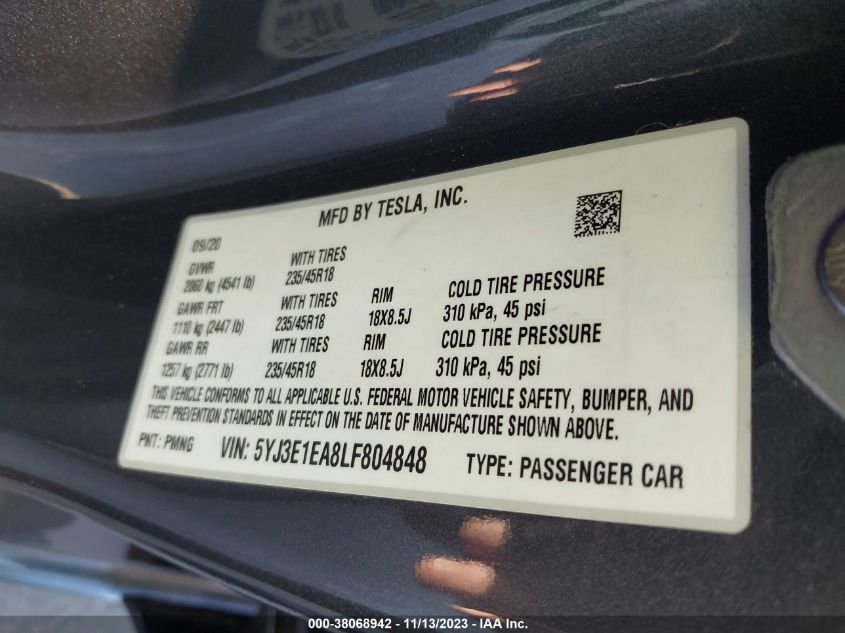 MFD BY TESLA, INC.
09/20
GVWR WITH TIRES
2060 kg (4541 lb) 235/45R18
GAWR FRT WITH TIRES RIM COLD TIRE PRESSURE
1110 kg (2447 lb) 235/45R18 18X8.5J 310 kPa, 45 psi
GAWR RR WITH TIRES RIM COLD TIRE PRESSURE
1257 kg (2771 lb) 235/45R18 18X8.5J 310 kPa, 45 psi
THIS VEHICLE CONFORMS TO ALL APPLICABLE U.S. FEDERAL MOTOR VEHICLE SAFETY, BUMPER, AND
THEFT PREVENTION STANDARDS IN EFFECT ON THE DATE OF MANUFACTURE SHOWN ABOVE.
PNT: PMNG VIN: 5YJ3E1EA8LF804848 TYPE: PASSENGER CAR
000-38068942 - 11/13/2023 - IAA Inc.